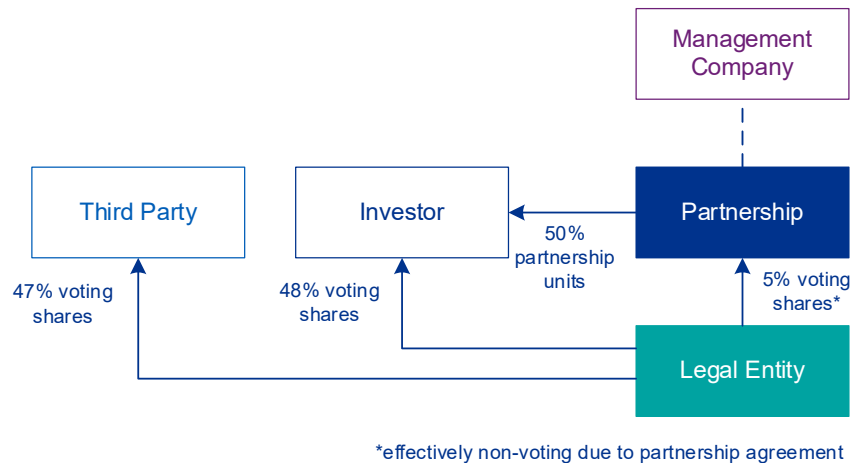 Management
Company
Third Party
Investor
Partnership
50%
partnership
units
47% voting
shares
48% voting
shares
5% voting
shares*
Legal Entity
*effectively non-voting due to partnership agreement